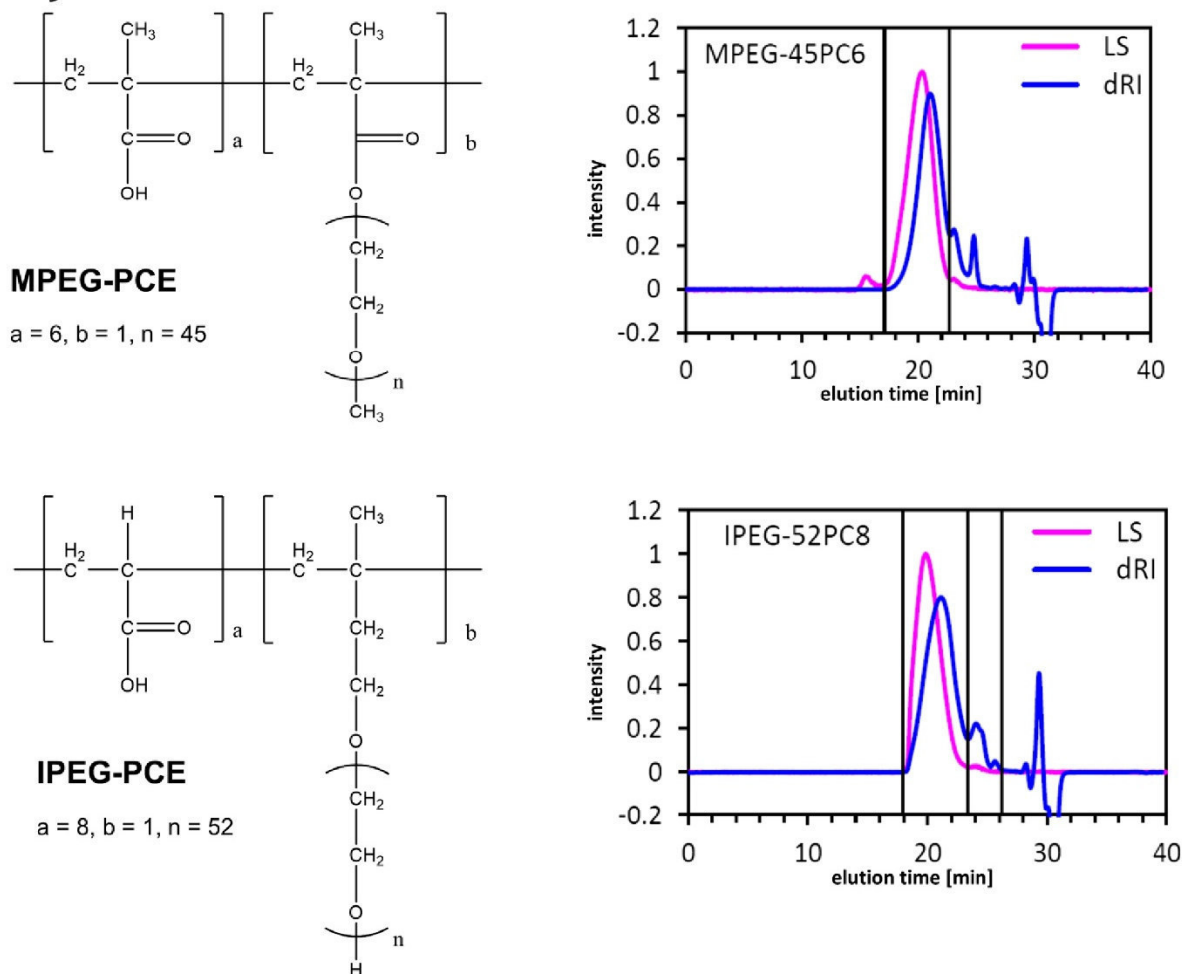 CH3
CH3
H2
C
C
H2
C
C
a
b
C
O
O
OH
O
CH2
CH2
O
n
CH3
MPEG-PCE
a = 6, b = 1, n = 45
MPEG-45PC6
LS
dRI
1.2
1
0.8
0.6
0.4
0.2
0
-0.2
intensity
0 10 20 30 40
elution time [min]
H
CH3
H2
C
C
H2
C
C
a
b
C
O
CH2
OH
CH2
O
CH2
CH2
O
n
H
IPEG-PCE
a = 8, b = 1, n = 52
IPEG-52PC8
LS
dRI
1.2
1
0.8
0.6
0.4
0.2
0
-0.2
intensity
0 10 20 30 40
elution time [min]